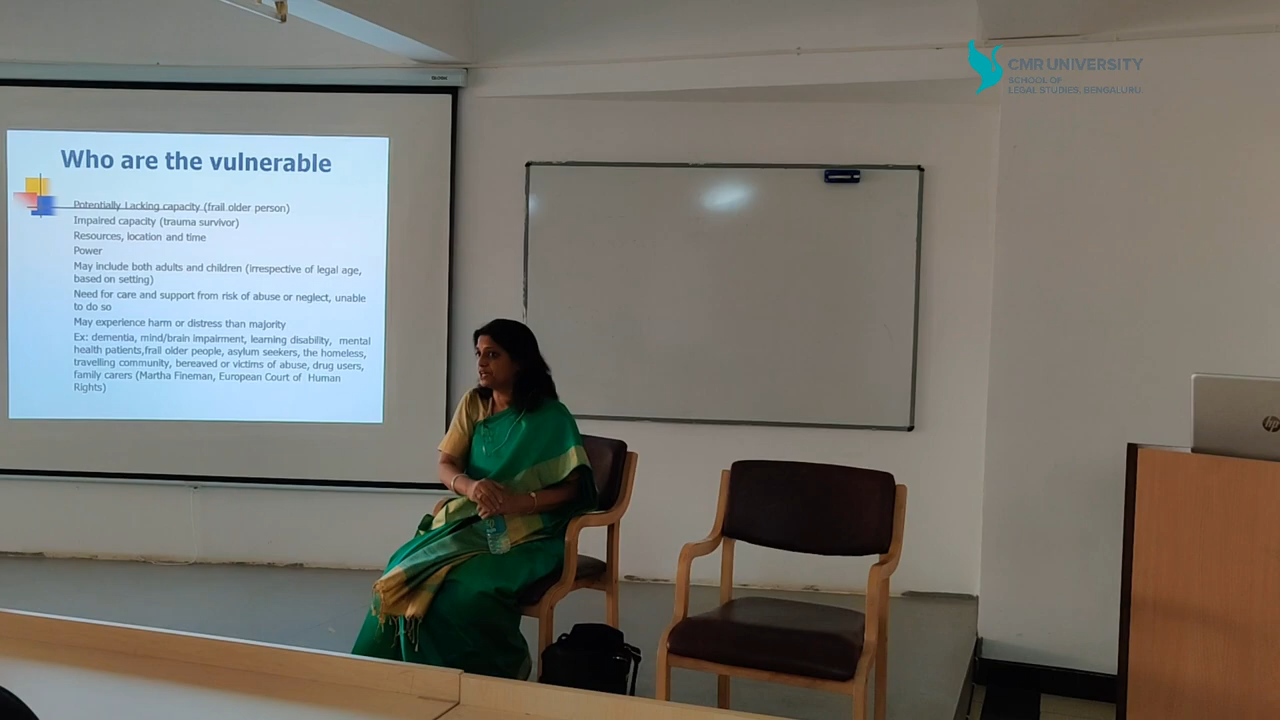 CMR UNIVERSITY
SCHOOL OF
LEGAL STUDIES, BENGALURU
Who are the vulnerable
Potentially Lacking capacity (frail older person)
Impaired capacity (trauma survivor)
Resources, location and time
Power
May include both adults and children (irrespective of legal age,
based on setting)
Need for care and support from risk of abuse or neglect, unable
to do so
May experience harm or distress than majority
Ex: dementia, mind/brain impairment, learning disability, mental
health patients,frail older people, asylum seekers, the homeless,
travelling community, bereaved or victims of abuse, drug users,
family carers (Martha Fineman, European Court of Human
Rights)
hp